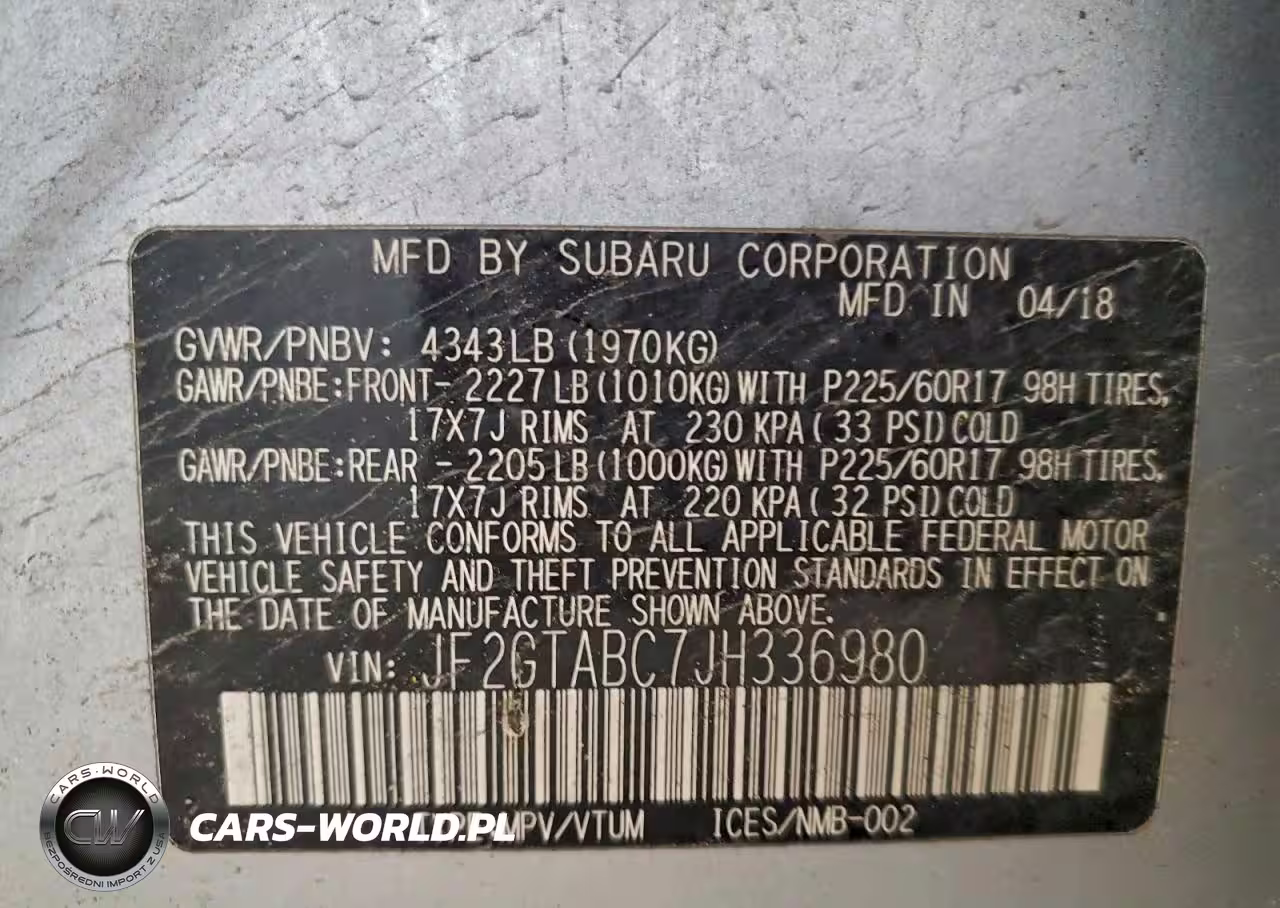 MFD BY SUBARU CORPORATION
MFD IN 04/18
GVWR/PNBV: 4343LB (1970KG)
GAWR/PNBE:FRONT- 2227LB (1010KG) WITH P225/60R17 98H TIRES,
17X7J RIMS AT 230 KPA ( 33 PSI) COLD
GAWR/PNBE:REAR - 2205LB (1000KG) WITH P225/60R17 98H TIRES,
17X7J RIMS AT 220 KPA ( 32 PSI) COLD
THIS VEHICLE CONFORMS TO ALL APPLICABLE FEDERAL MOTOR
VEHICLE SAFETY AND THEFT PREVENTION STANDARDS IN EFFECT ON
THE DATE OF MANUFACTURE SHOWN ABOVE.
VIN: JF2GTABC7JH336980
MPV/VTUM ICES/NMB-002
CARS-WORLD
CW
BEZPOŚREDNI IMPORT Z USA
CARS-WORLD.PL